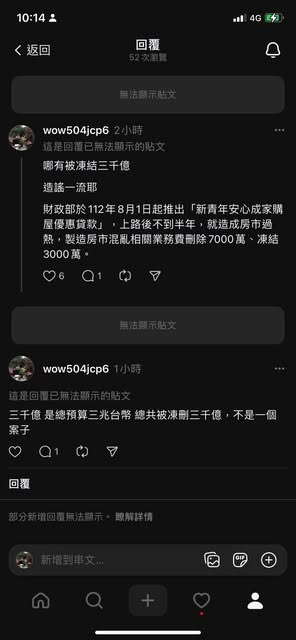 10:14
4G
返回
回覆
52 次瀏覽
無法顯示貼文
wow504jcp6 2小時
這是回覆已無法顯示的貼文
哪有被凍結三千億
造謠一流耶
財政部於112年8月1日起推出「新青年安心成家購
屋優惠貸款」，上路後不到半年，就造成房市過
熱，製造房市混亂相關業務費刪除7000萬、凍結
3000萬。
6
1
無法顯示貼文
wow504jcp6 1小時
這是回覆已無法顯示的貼文
三千億 是總預算三兆台幣 總共被凍刪三千億，不是一個
案子
1
回覆
部分新增回覆無法顯示。瞭解詳情
新增到串文...
GIF